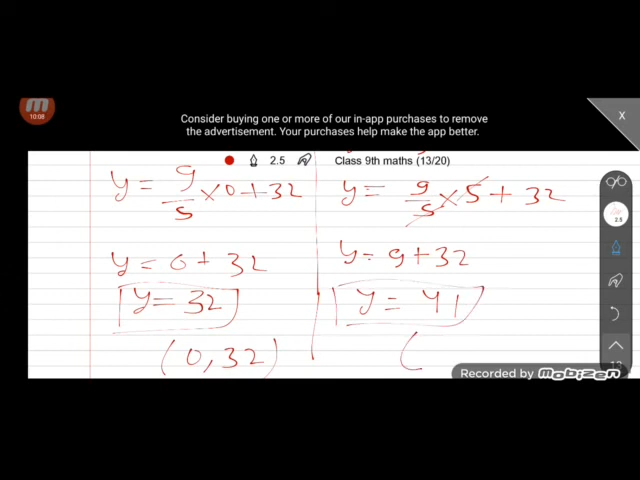 10:08
Consider buying one or more of our in-app purchases to remove
the advertisement. Your purchases help make the app better.
X
2.5
Class 9th maths (13/20)
y = 9/5 × 0 + 32
y = 0 + 32
y = 32
(0, 32)
y = 9/5 × 5 + 32
y = 9 + 32
y = 41
(
2.5
13
Recorded by mobizen